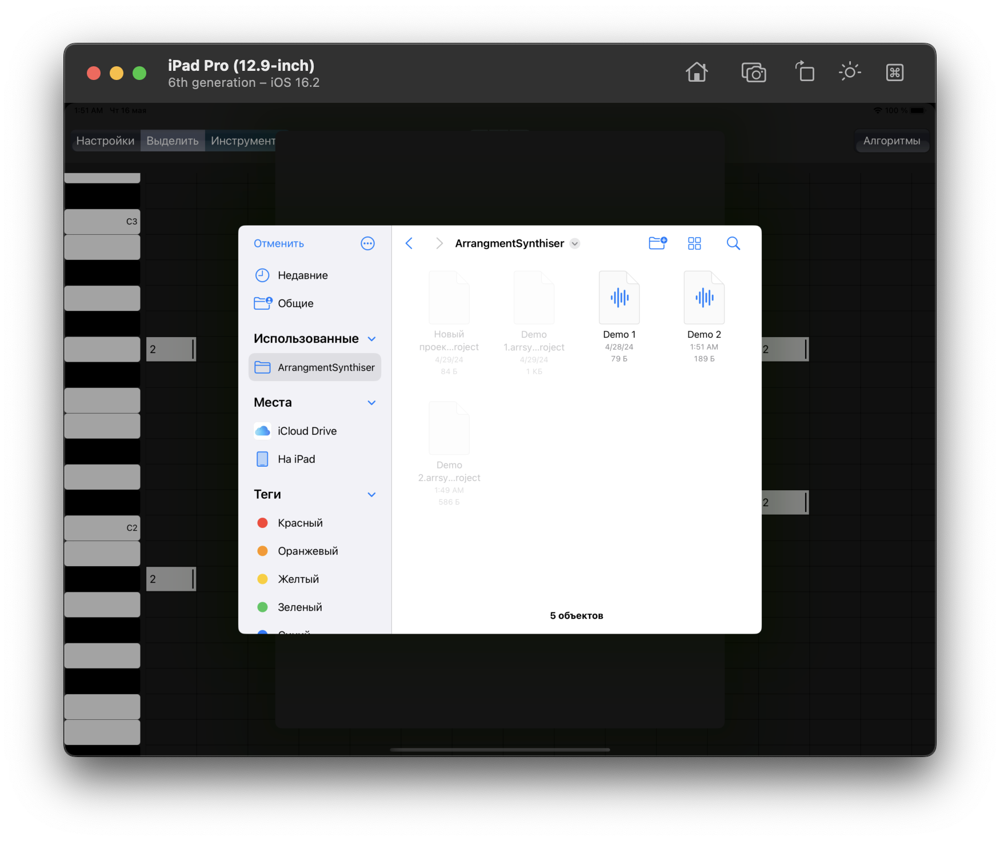 iPad Pro (12.9-inch)
6th generation – iOS 16.2
1:51 AM Чт 16 мая
100 %
Настройки
Выделить
Инструмент
Алгоритмы
C3
2
2
2
C2
2
Отменить
Недавние
Общие
Использованные
ArrangmentSynthiser
Места
iCloud Drive
На iPad
Теги
Красный
Оранжевый
Желтый
Зеленый
ArrangmentSynthiser
Новый
проек...roject
4/29/24
84 Б
Demo
1.arrsy...roject
4/29/24
1 КБ
Demo 1
4/28/24
79 Б
Demo 2
1:51 AM
189 Б
Demo
2.arrsy...roject
1:49 AM
586 Б
5 объектов